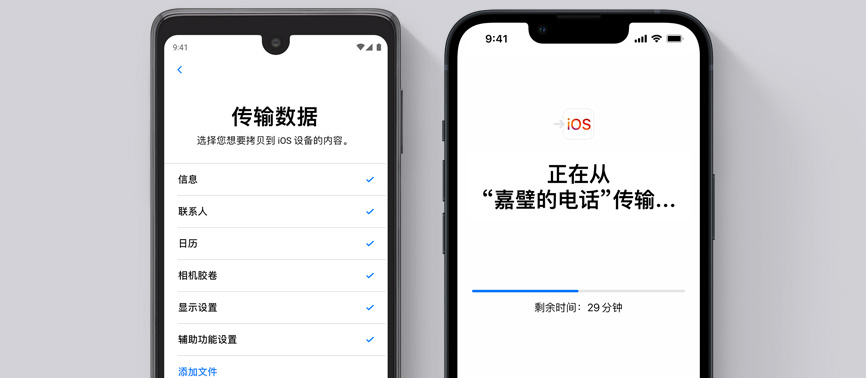 9:41
传输数据
选择您想要拷贝到 iOS 设备的内容。
信息
联系人
日历
相机胶卷
显示设置
辅助功能设置
添加文件
9:41
iOS
正在从
“嘉璧的电话”传输...
剩余时间：29 分钟